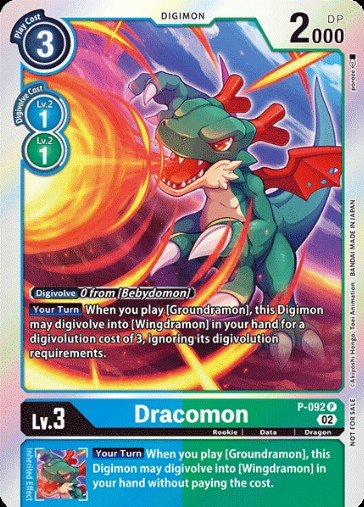 Play Cost
3
DIGIMON
DP
2000
Digivolve Cost
Lv.2
1
Lv.2
1
Digivolve 0 from [Bebydomon]
Your Turn When you play [Groundramon], this Digimon
may digivolve into [Wingdramon] in your hand for a
digivolution cost of 3, ignoring its digivolution
requirements.
©Akiyoshi Hongo, Toei Animation BANDAI MADE IN JAPAN
NOT FOR SALE
Lv.3
Dracomon
P-092 P
02
Rookie | Data | Dragon
Inherited Effect
Your Turn When you play [Groundramon], this
Digimon may digivolve into [Wingdramon] in
your hand without paying the cost.